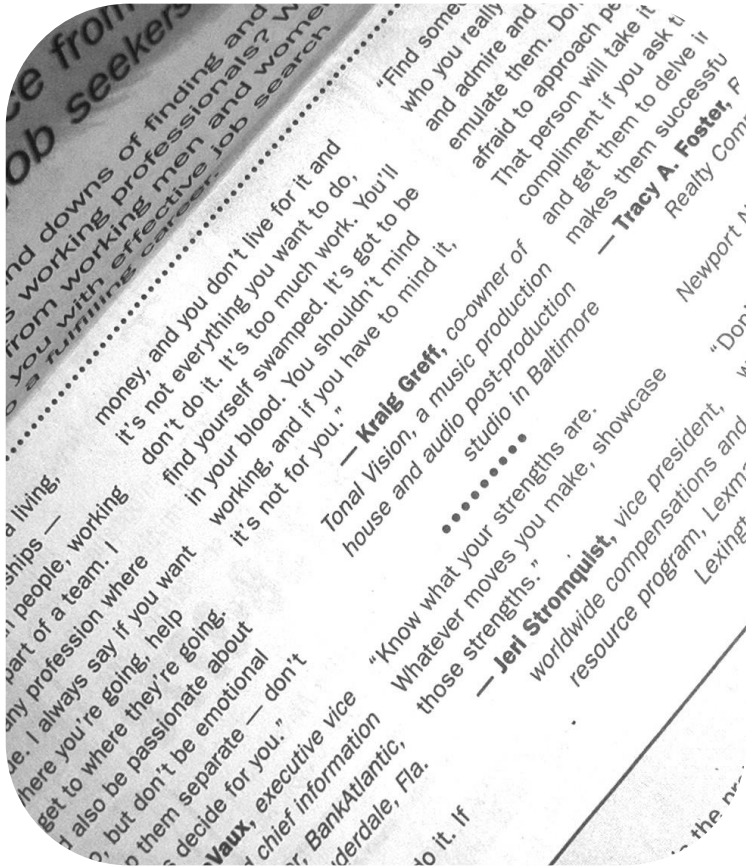 ce from
ob seekers
nd downs of finding and
s working professionals? W
from working men and women
you with effective job search
o a fulfilling career.
a living,
ships —
people, working
part of a team. I
ny profession where
e. I always say if you want
here you're going, help
get to where they're going.
also be passionate about
, but don't be emotional
p them separate — don't
s decide for you."
Vaux, executive vice
d chief information
r, BankAtlantic,
uderdale, Fla.
money, and you don't live for it and
it's not everything you want to do,
don't do it. It's too much work. You'll
find yourself swamped. It's got to be
in your blood. You shouldn't mind
working, and if you have to mind it,
it's not for you."
— Kraig Greff, co-owner of
Tonal Vision, a music production
house and audio post-production
studio in Baltimore
"Know what your strengths are.
Whatever moves you make, showcase
those strengths."
— Jeri Stromquist, vice president,
worldwide compensations and
resource program, Lexm
Lexing
"Find some
who you really
and admire and
emulate them. Don
afraid to approach pe
That person will take it
compliment if you ask t
and get them to delve i
makes them successfu
— Tracy A. Foster,
Realty Com
Newport N
"Don
do it. If
the pro